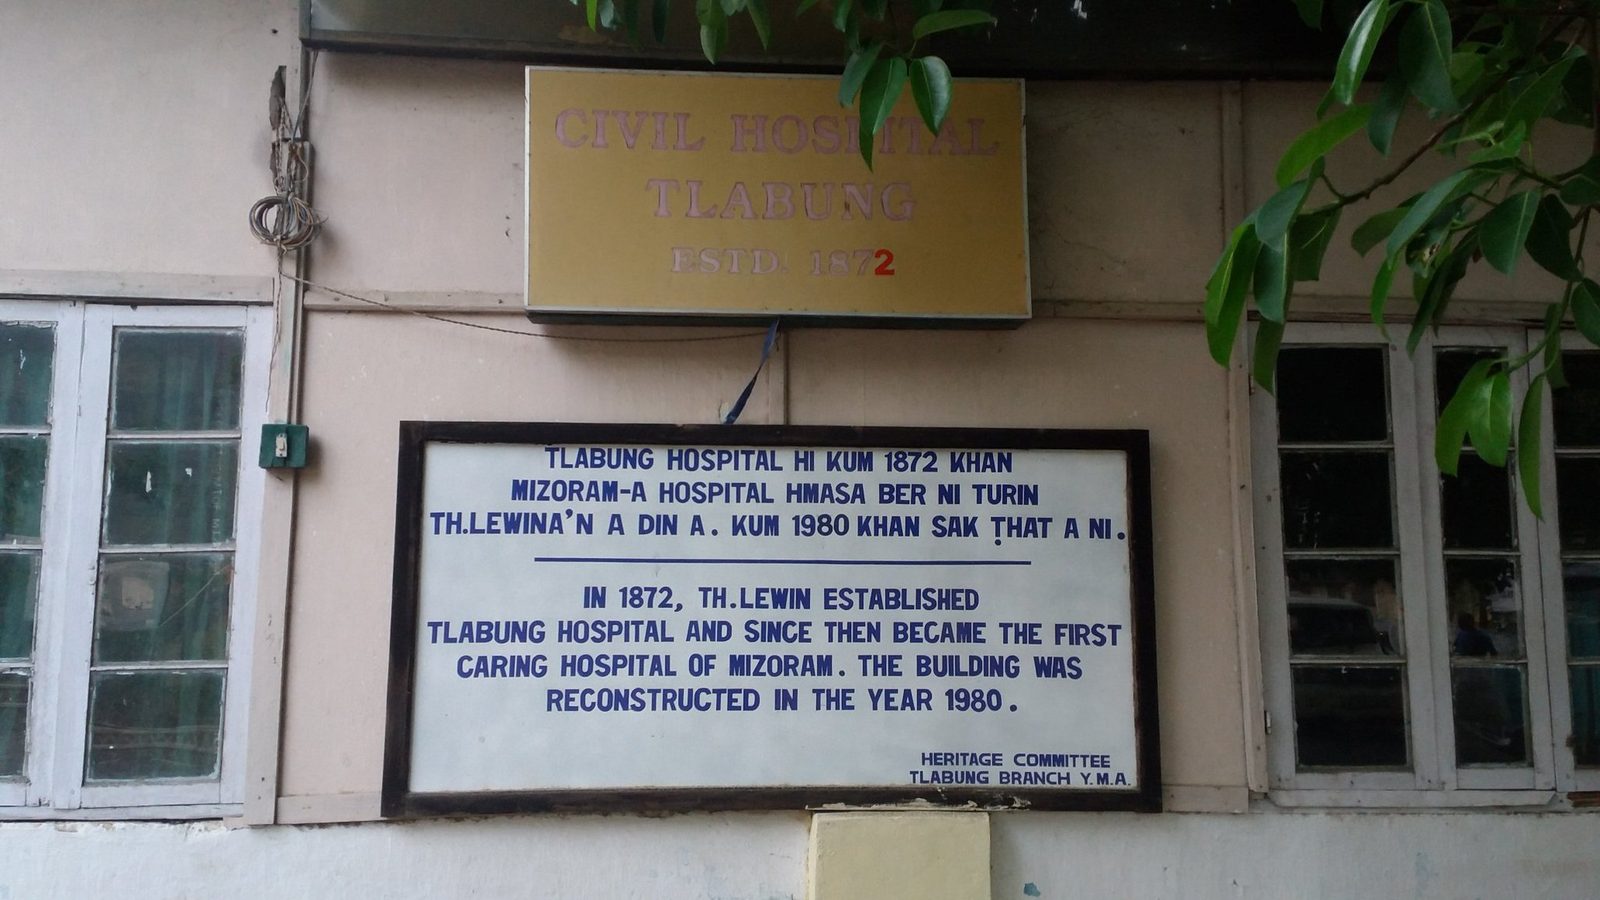 CIVIL HOSPITAL
TLABUNG
ESTD. 1872
TLABUNG HOSPITAL HI KUM 1872 KHAN
MIZORAM-A HOSPITAL HMASA BER NI TURIN
TH.LEWINA'N A DIN A. KUM 1980 KHAN SAK ṬHAT A NI.
IN 1872, TH.LEWIN ESTABLISHED
TLABUNG HOSPITAL AND SINCE THEN BECAME THE FIRST
CARING HOSPITAL OF MIZORAM. THE BUILDING WAS
RECONSTRUCTED IN THE YEAR 1980.
HERITAGE COMMITTEE
TLABUNG BRANCH Y.M.A.